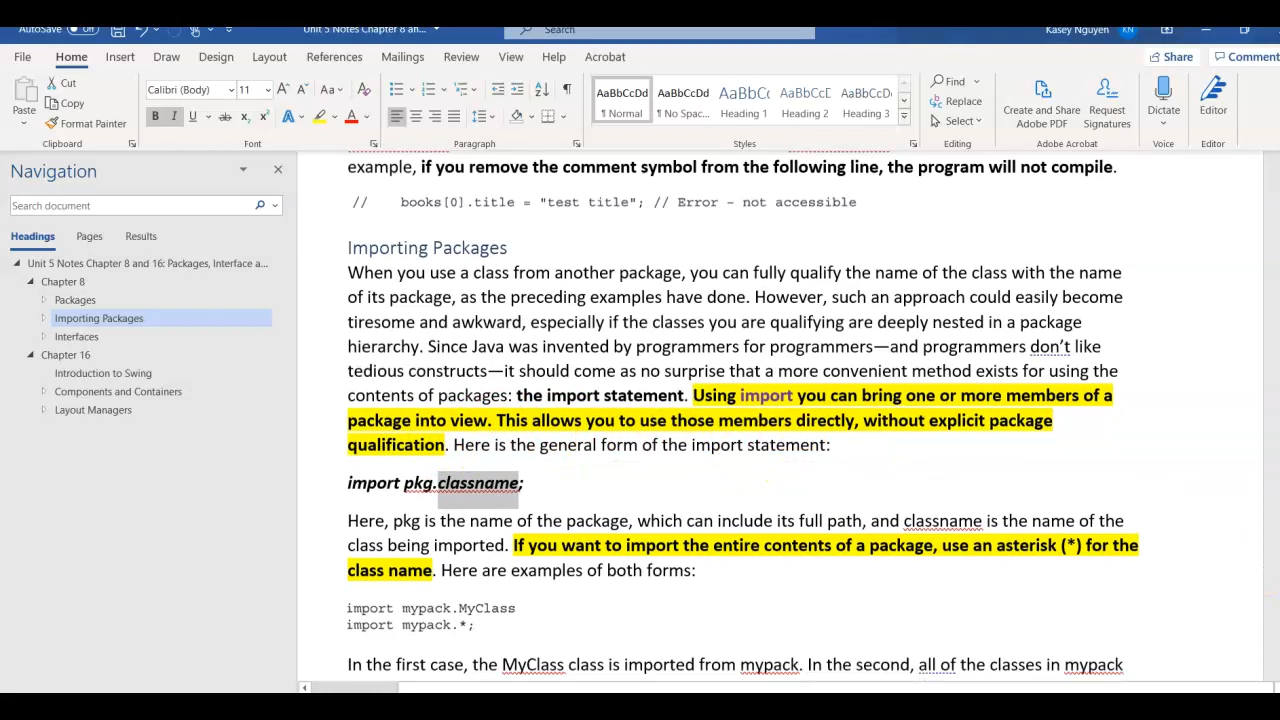 AutoSave Off Unit 5 Notes Chapter 8 an... Search Kasey Nguyen KN
File Home Insert Draw Design Layout References Mailings Review View Help Acrobat Share Comment
Paste Cut Copy Format Painter Clipboard
Calibri (Body) 11 Aa Font
Paragraph
AaBbCcDd ¶ Normal AaBbCcDd ¶ No Spac... AaBbC( Heading 1 AaBbCcC Heading 2 AaBbCcD Heading 3 Styles
Find Replace Select Editing
Create and Share Adobe PDF Request Signatures Adobe Acrobat
Dictate Voice
Editor Editor
Navigation
Search document
Headings Pages Results
Unit 5 Notes Chapter 8 and 16: Packages, Interface a...
Chapter 8
Packages
Importing Packages
Interfaces
Chapter 16
Introduction to Swing
Components and Containers
Layout Managers
example, if you remove the comment symbol from the following line, the program will not compile.
// books[0].title = "test title"; // Error – not accessible
Importing Packages
When you use a class from another package, you can fully qualify the name of the class with the name
of its package, as the preceding examples have done. However, such an approach could easily become
tiresome and awkward, especially if the classes you are qualifying are deeply nested in a package
hierarchy. Since Java was invented by programmers for programmers—and programmers don't like
tedious constructs—it should come as no surprise that a more convenient method exists for using the
contents of packages: the import statement. Using import you can bring one or more members of a
package into view. This allows you to use those members directly, without explicit package
qualification. Here is the general form of the import statement:
import pkg.classname;
Here, pkg is the name of the package, which can include its full path, and classname is the name of the
class being imported. If you want to import the entire contents of a package, use an asterisk (*) for the
class name. Here are examples of both forms:
import mypack.MyClass
import mypack.*;
In the first case, the MyClass class is imported from mypack. In the second, all of the classes in mypack